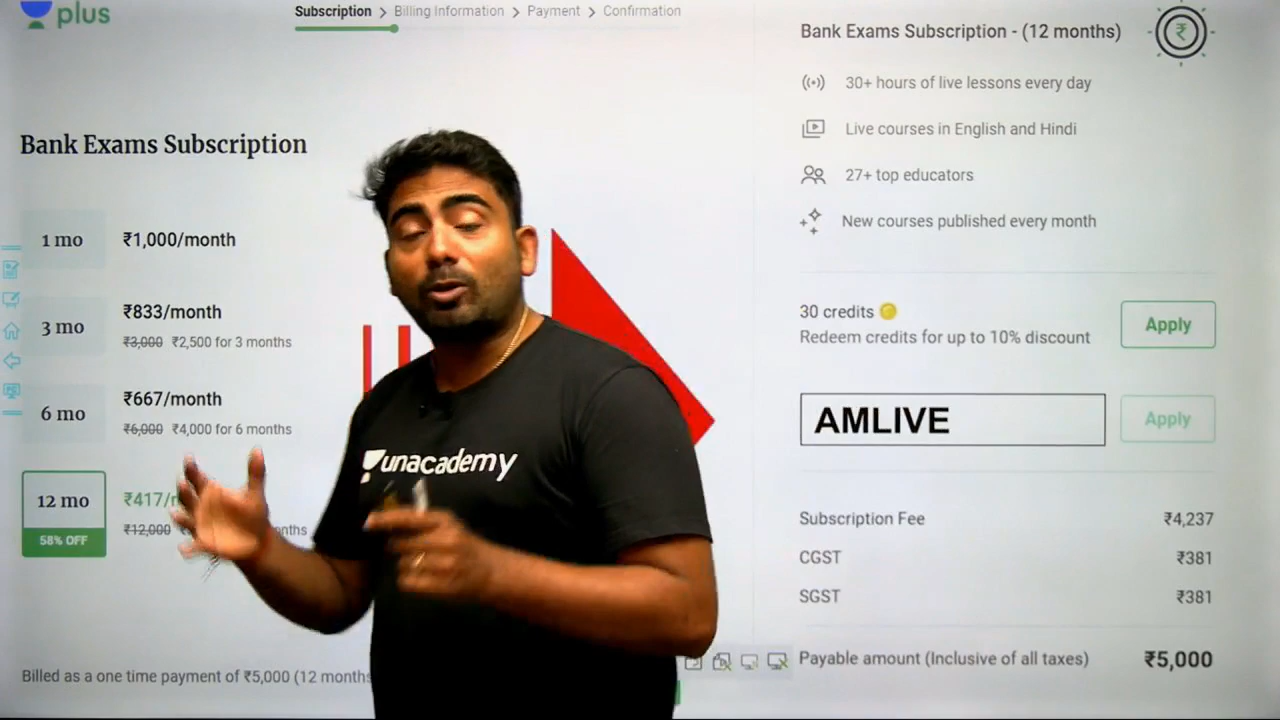 plus
Subscription > Billing Information > Payment > Confirmation
Bank Exams Subscription
1 mo
₹1,000/month
3 mo
₹833/month
₹3,000 ₹2,500 for 3 months
6 mo
₹667/month
₹6,000 ₹4,000 for 6 months
12 mo
58% OFF
₹417/
₹12,000
Billed as a one time payment of ₹5,000 (12 months
unacademy
Bank Exams Subscription - (12 months)
₹
30+ hours of live lessons every day
Live courses in English and Hindi
27+ top educators
New courses published every month
30 credits
Redeem credits for up to 10% discount
Apply
AMLIVE
Apply
Subscription Fee ₹4,237
CGST ₹381
SGST ₹381
Payable amount (Inclusive of all taxes) ₹5,000